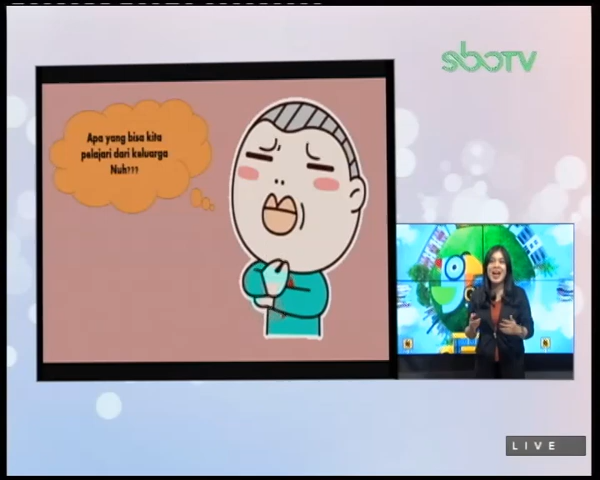 sbOTV
Apa yang bisa kita
pelajari dari keluarga
Nuh???
LIVE